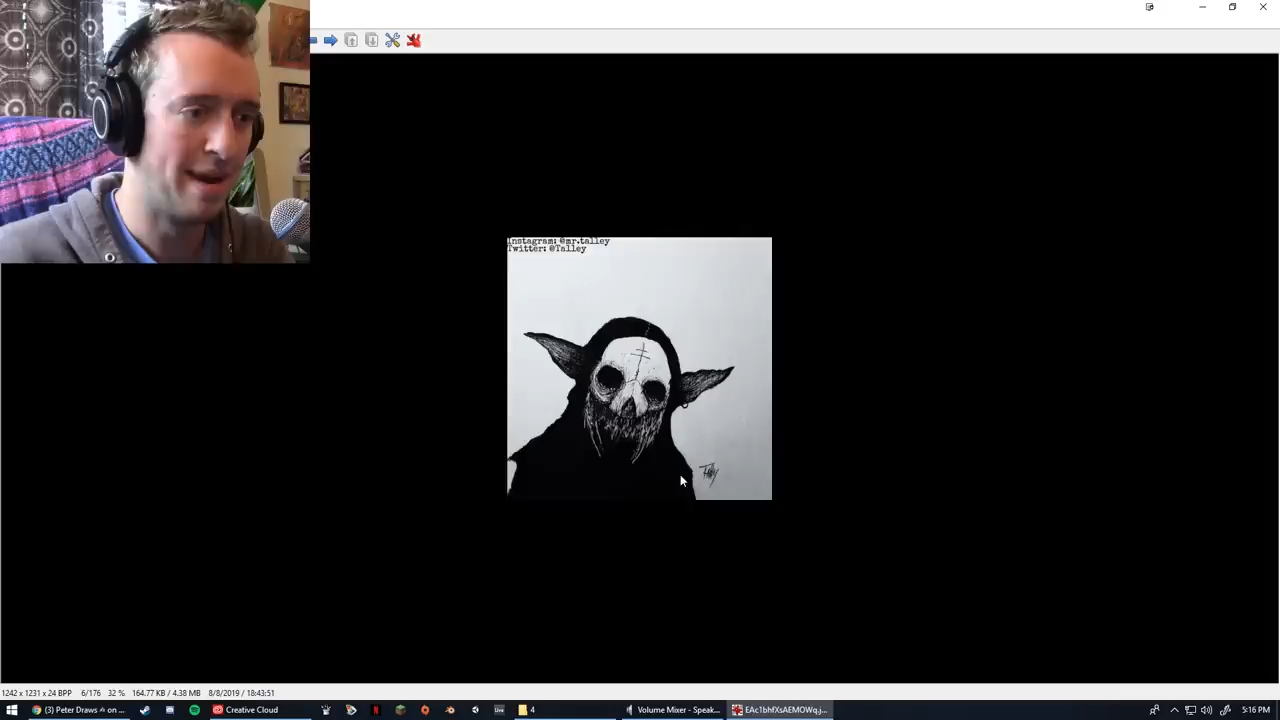 Instagram: @mr.talley
Twitter: @Talley
Talley
1242 x 1231 x 24 BPP 6/176 32 % 164.77 KB / 4.38 MB 8/8/2019 / 18:43:51
(3) Peter Draws 🖊 on ... Creative Cloud 4 Volume Mixer - Speak... EAc1bhfXsAEMOWq.j... 5:16 PM